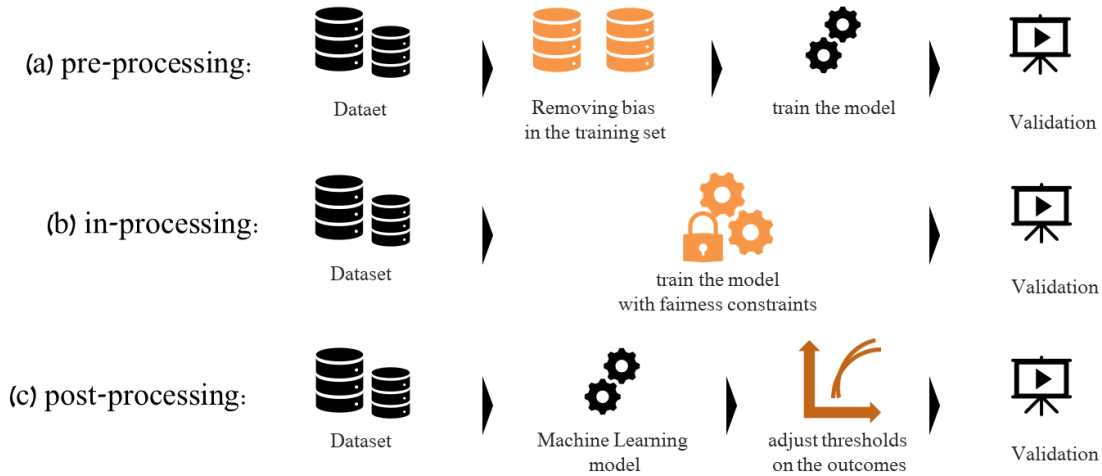 (a) pre-processing:
Dataet
Removing bias
in the training set
train the model
Validation
(b) in-processing:
Dataset
train the model
with fairness constraints
Validation
(c) post-processing:
Dataset
Machine Learning
model
adjust thresholds
on the outcomes
Validation